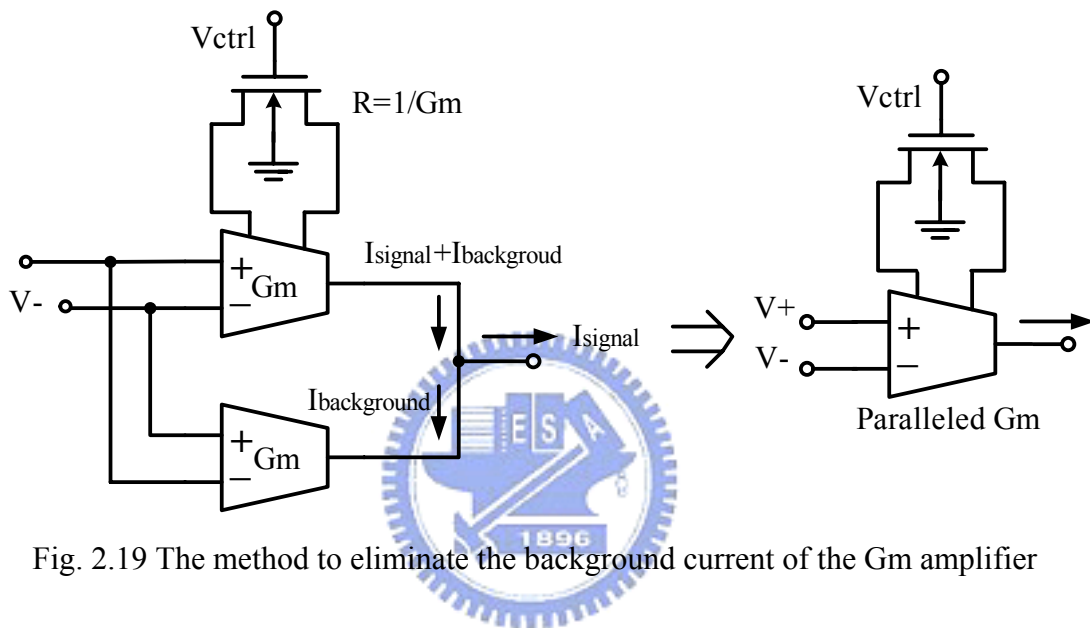 Vctrl
R=1/Gm
Isignal+Ibackgroud
+
Gm
−
V-
Isignal
Ibackground
+
Gm
−
Vctrl
V+
V-
+
−
Paralleled Gm
E S A
1896
Fig. 2.19 The method to eliminate the background current of the Gm amplifier